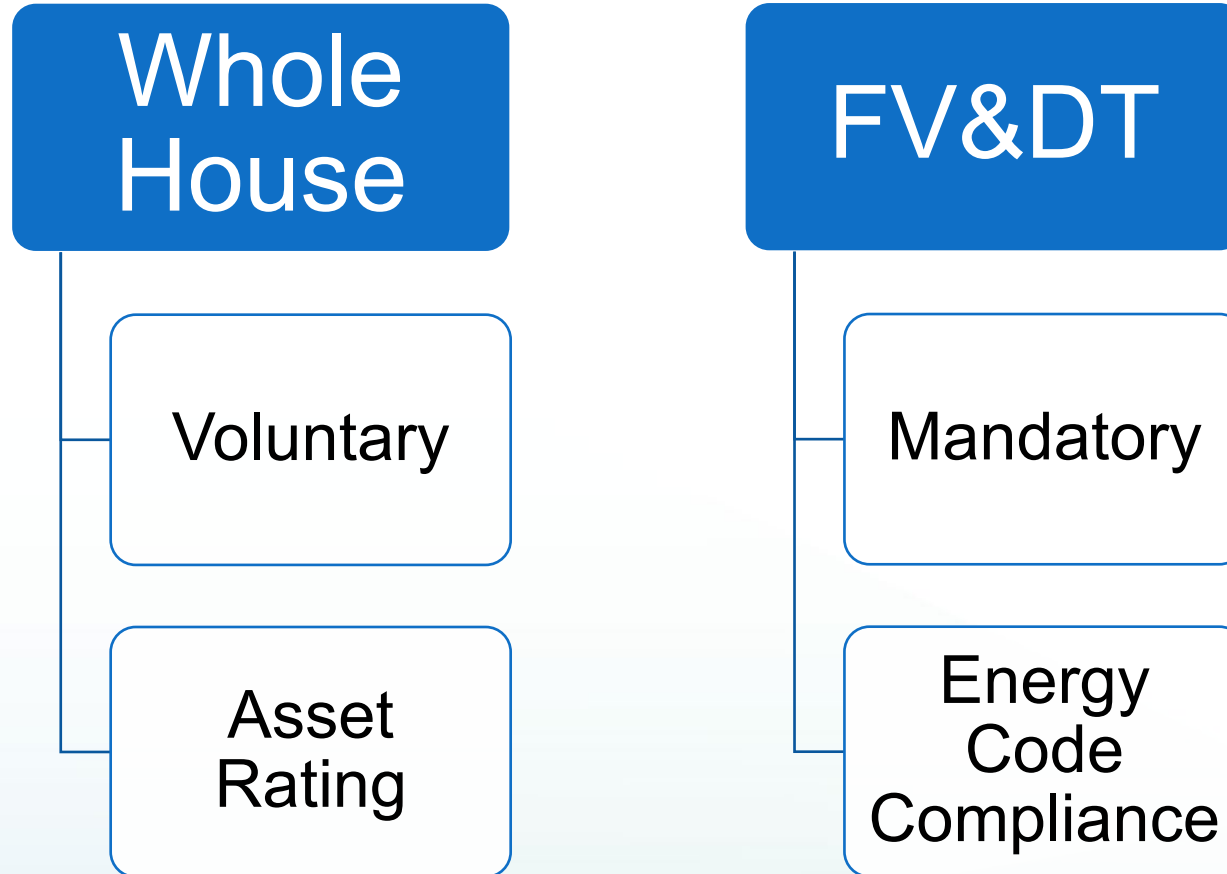 Whole
House
Voluntary
Asset
Rating
FV&DT
Mandatory
Energy
Code
Compliance